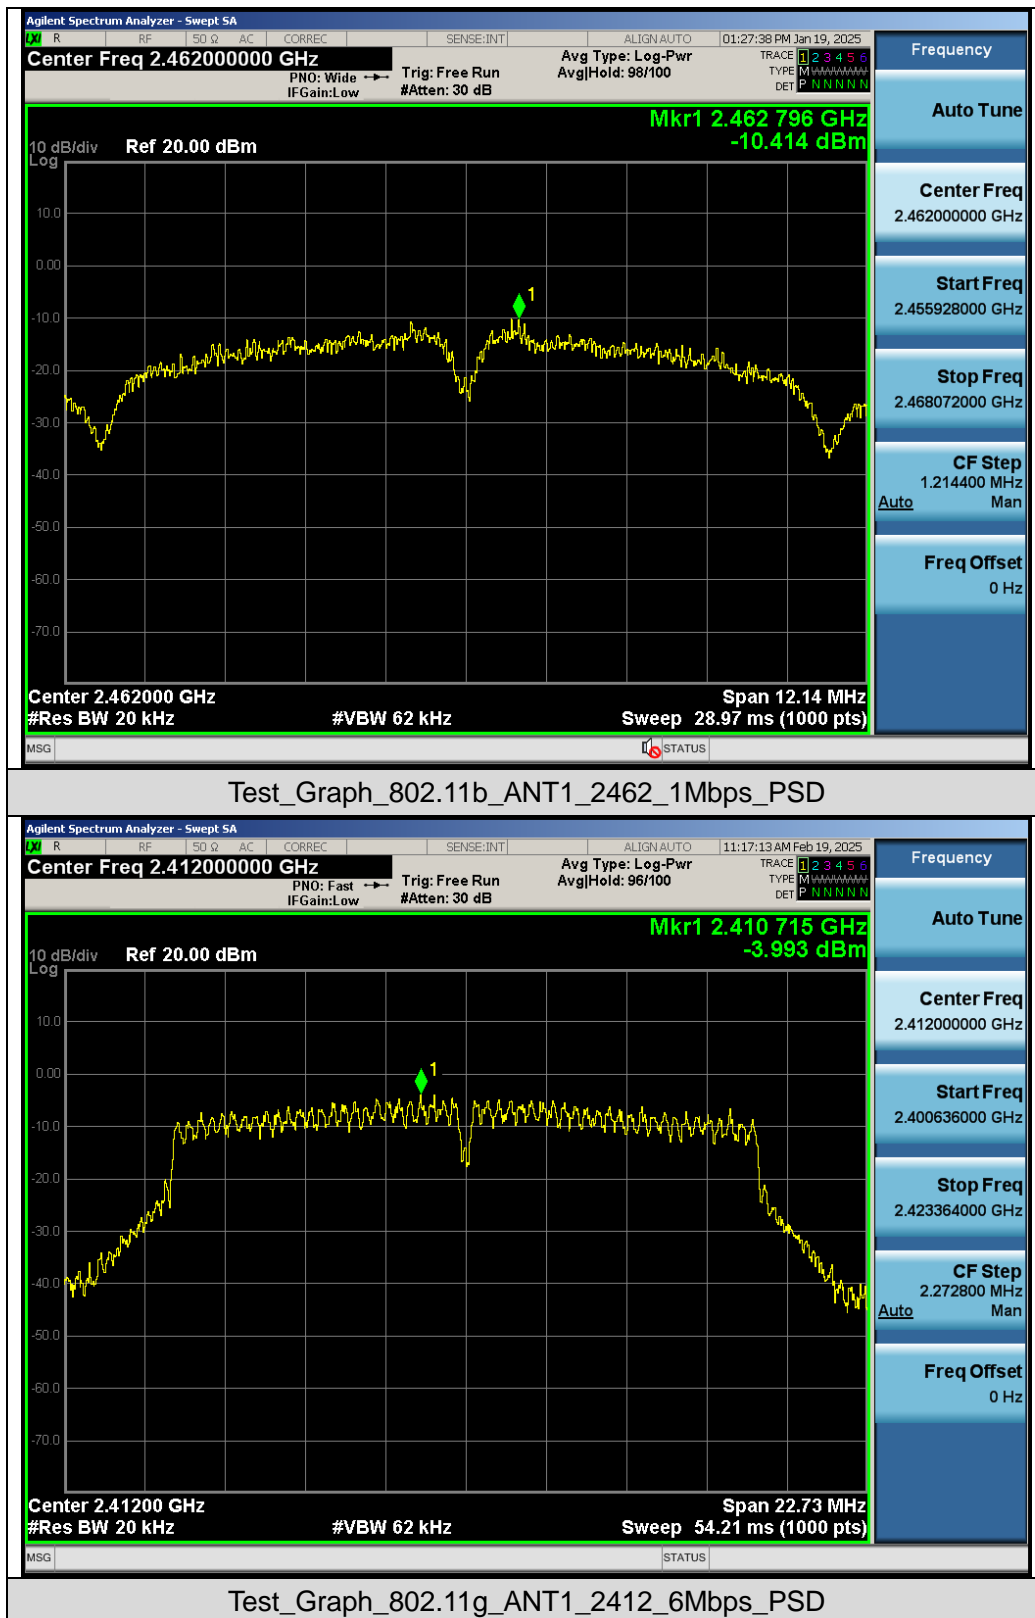 Agilent Spectrum Analyzer - Swept SA
LXI R RF 50 Ω AC CORREC SENSE:INT ALIGN AUTO 01:27:38 PM Jan 19, 2025
Center Freq 2.462000000 GHz
PNO: Wide
IFGain:Low
Trig: Free Run
#Atten: 30 dB
Avg Type: Log-Pwr
Avg|Hold: 98/100
TRACE 1 2 3 4 5 6
TYPE M WWWWW
DET P N N N N N
Frequency
Auto Tune
Mkr1 2.462 796 GHz
-10.414 dBm
10 dB/div Ref 20.00 dBm
Log
10.0
0.00
-10.0
-20.0
-30.0
-40.0
-50.0
-60.0
-70.0
1
Center Freq
2.462000000 GHz
Start Freq
2.455928000 GHz
Stop Freq
2.468072000 GHz
CF Step
1.214400 MHz
Auto Man
Freq Offset
0 Hz
Center 2.462000 GHz Span 12.14 MHz
#Res BW 20 kHz #VBW 62 kHz Sweep 28.97 ms (1000 pts)
MSG STATUS
Test_Graph_802.11b_ANT1_2462_1Mbps_PSD
Agilent Spectrum Analyzer - Swept SA
LXI R RF 50 Ω AC CORREC SENSE:INT ALIGN AUTO 11:17:13 AM Feb 19, 2025
Center Freq 2.412000000 GHz
PNO: Fast
IFGain:Low
Trig: Free Run
#Atten: 30 dB
Avg Type: Log-Pwr
Avg|Hold: 96/100
TRACE 1 2 3 4 5 6
TYPE M WWWWW
DET P N N N N N
Frequency
Auto Tune
Mkr1 2.410 715 GHz
-3.993 dBm
10 dB/div Ref 20.00 dBm
Log
10.0
0.00
-10.0
-20.0
-30.0
-40.0
-50.0
-60.0
-70.0
1
Center Freq
2.412000000 GHz
Start Freq
2.400636000 GHz
Stop Freq
2.423364000 GHz
CF Step
2.272800 MHz
Auto Man
Freq Offset
0 Hz
Center 2.41200 GHz Span 22.73 MHz
#Res BW 20 kHz #VBW 62 kHz Sweep 54.21 ms (1000 pts)
MSG STATUS
Test_Graph_802.11g_ANT1_2412_6Mbps_PSD